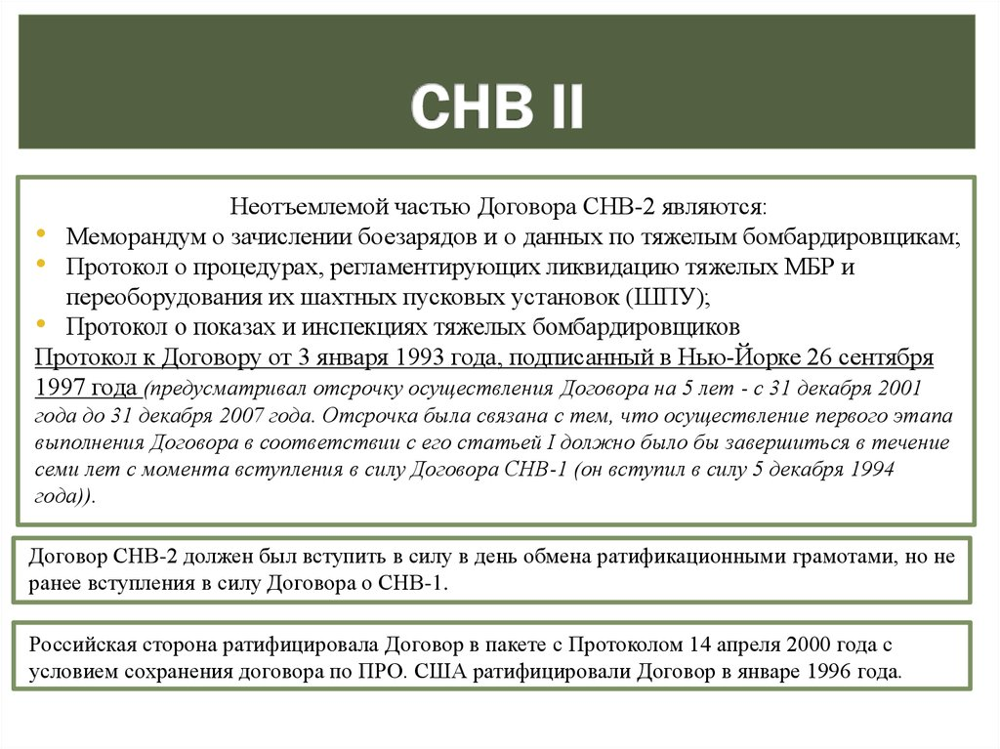 СНВ II
Неотъемлемой частью Договора СНВ-2 являются:
• Меморандум о зачислении боезарядов и о данных по тяжелым бомбардировщикам;
• Протокол о процедурах, регламентирующих ликвидацию тяжелых МБР и
переоборудования их шахтных пусковых установок (ШПУ);
• Протокол о показах и инспекциях тяжелых бомбардировщиков
Протокол к Договору от 3 января 1993 года, подписанный в Нью-Йорке 26 сентября
1997 года (предусматривал отсрочку осуществления Договора на 5 лет - с 31 декабря 2001
года до 31 декабря 2007 года. Отсрочка была связана с тем, что осуществление первого этапа
выполнения Договора в соответствии с его статьей I должно было бы завершиться в течение
семи лет с момента вступления в силу Договора СНВ-1 (он вступил в силу 5 декабря 1994
года)).
Договор СНВ-2 должен был вступить в силу в день обмена ратификационными грамотами, но не
ранее вступления в силу Договора о СНВ-1.
Российская сторона ратифицировала Договор в пакете с Протоколом 14 апреля 2000 года с
условием сохранения договора по ПРО. США ратифицировали Договор в январе 1996 года.